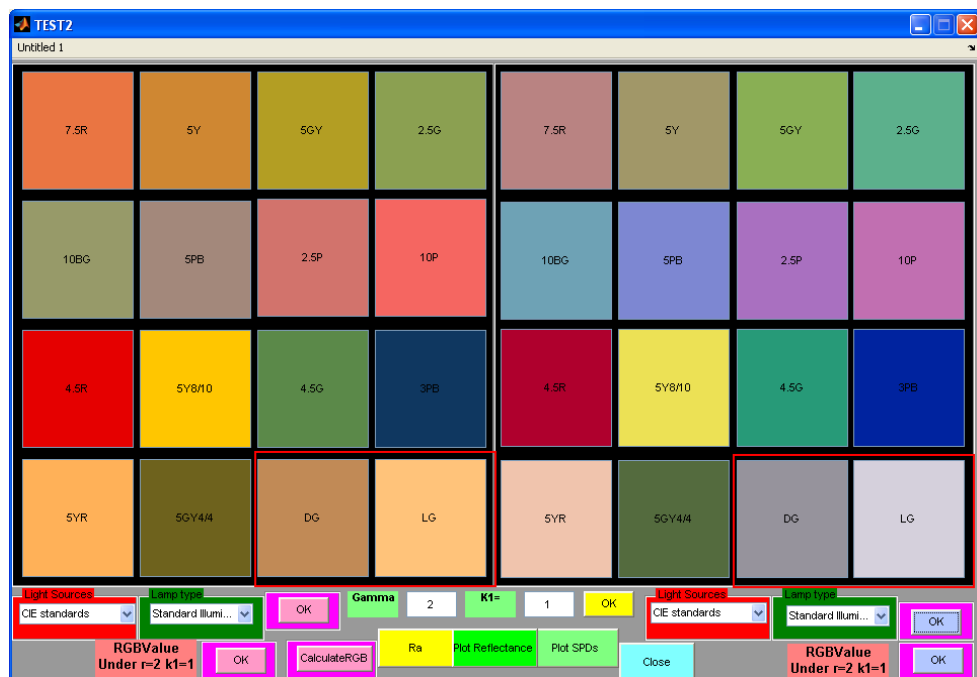 TEST2
Untitled 1
7.5R 5Y 5GY 2.5G 7.5R 5Y 5GY 2.5G
10BG 5PB 2.5P 10P 10BG 5PB 2.5P 10P
4.5R 5Y8/10 4.5G 3PB 4.5R 5Y8/10 4.5G 3PB
5YR 5GY4/4 DG LG 5YR 5GY4/4 DG LG
Light Sources Lamp type Gamma K1= Light Sources Lamp type
CIE standards Standard Illumi... OK 2 1 OK CIE standards Standard Illumi... OK
RGBValue
Under r=2 k1=1 OK CalculateRGB Ra Plot Reflectance Plot SPDs Close RGBValue
Under r=2 k1=1 OK